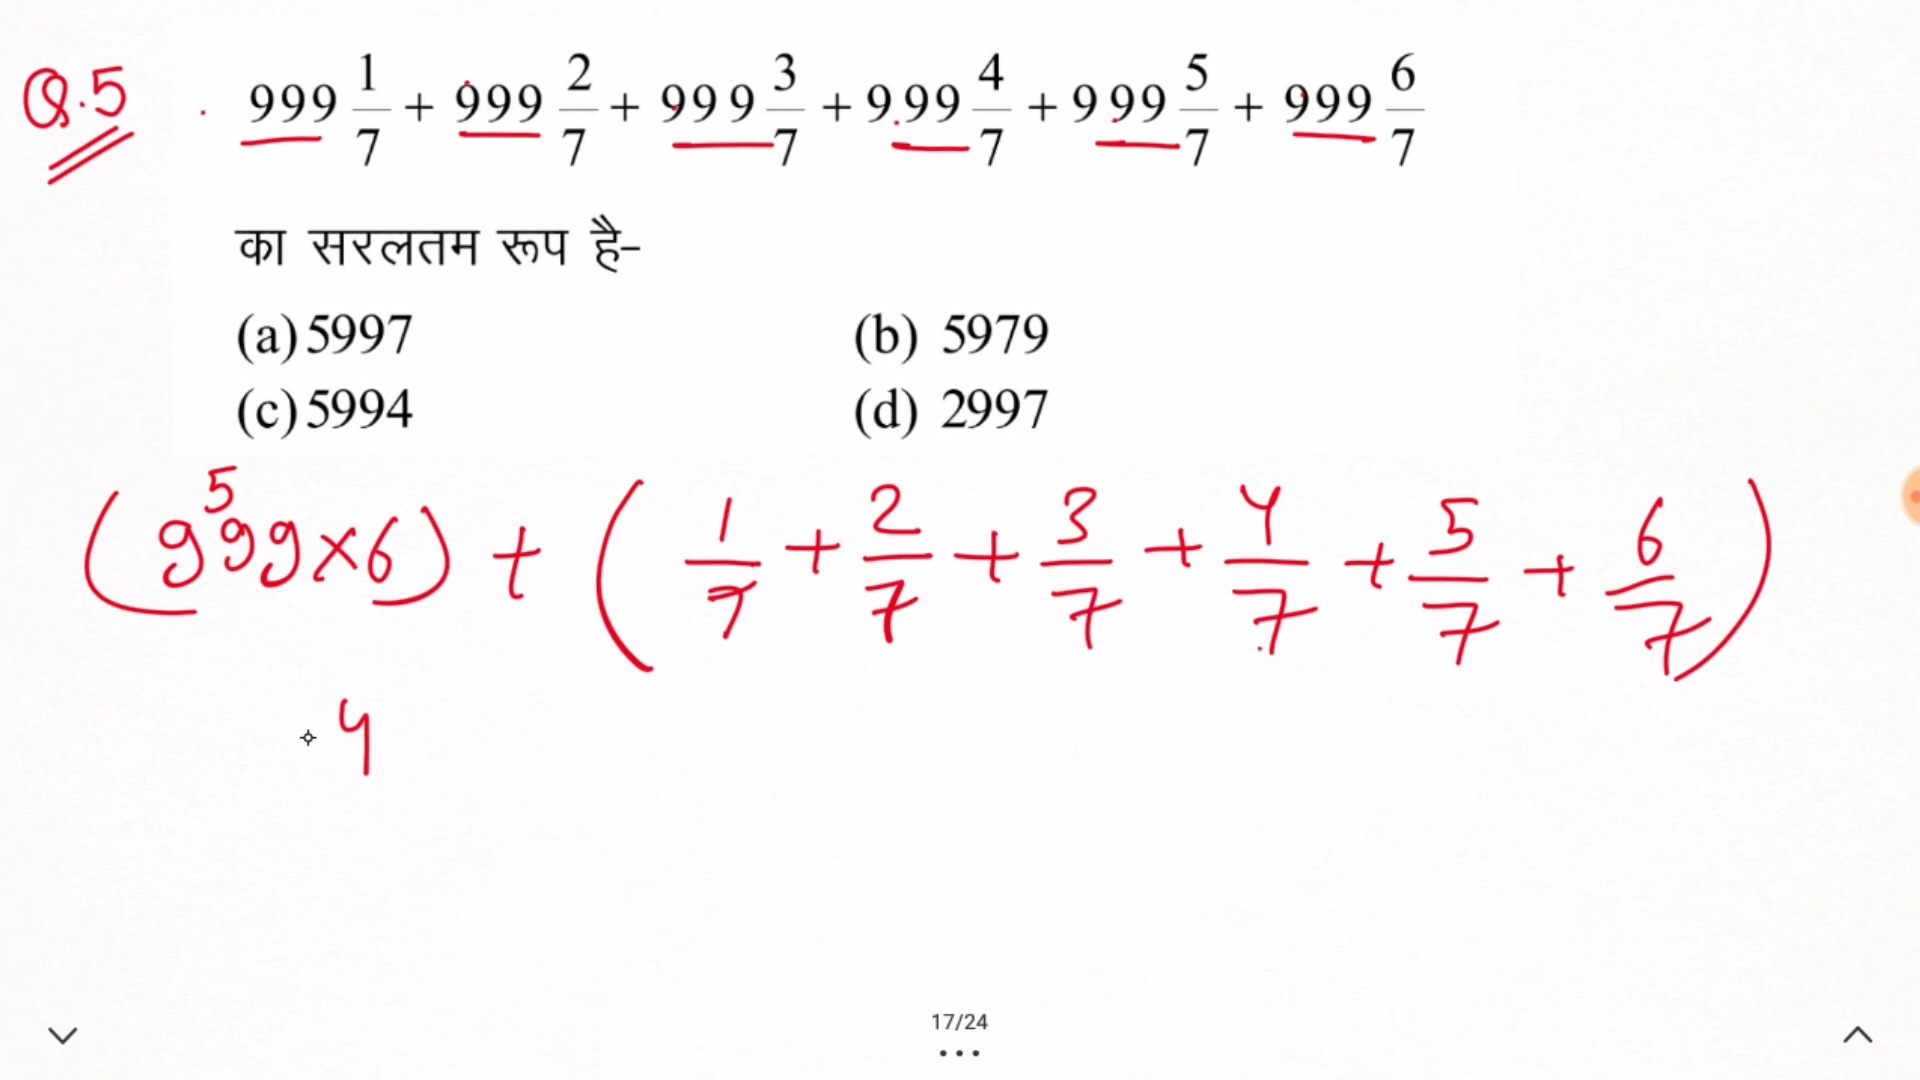 Q.5
999 1/7 + 999 2/7 + 999 3/7 + 999 4/7 + 999 5/7 + 999 6/7
का सरलतम रूप है-
(a) 5997 (b) 5979
(c) 5994 (d) 2997
5
(999×6) + (1/7 + 2/7 + 3/7 + 4/7 + 5/7 + 6/7)
4
17/24